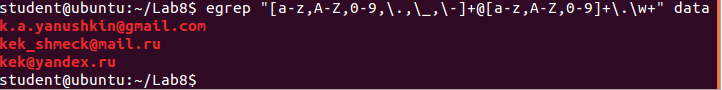 student@ubuntu:~/Lab8$ egrep "[a-z,A-Z,0-9,\.,\_,\-]+@[a-z,A-Z,0-9]+\.\w+" data
k.a.yanushkin@gmail.com
kek_shmeck@mail.ru
kek@yandex.ru
student@ubuntu:~/Lab8$